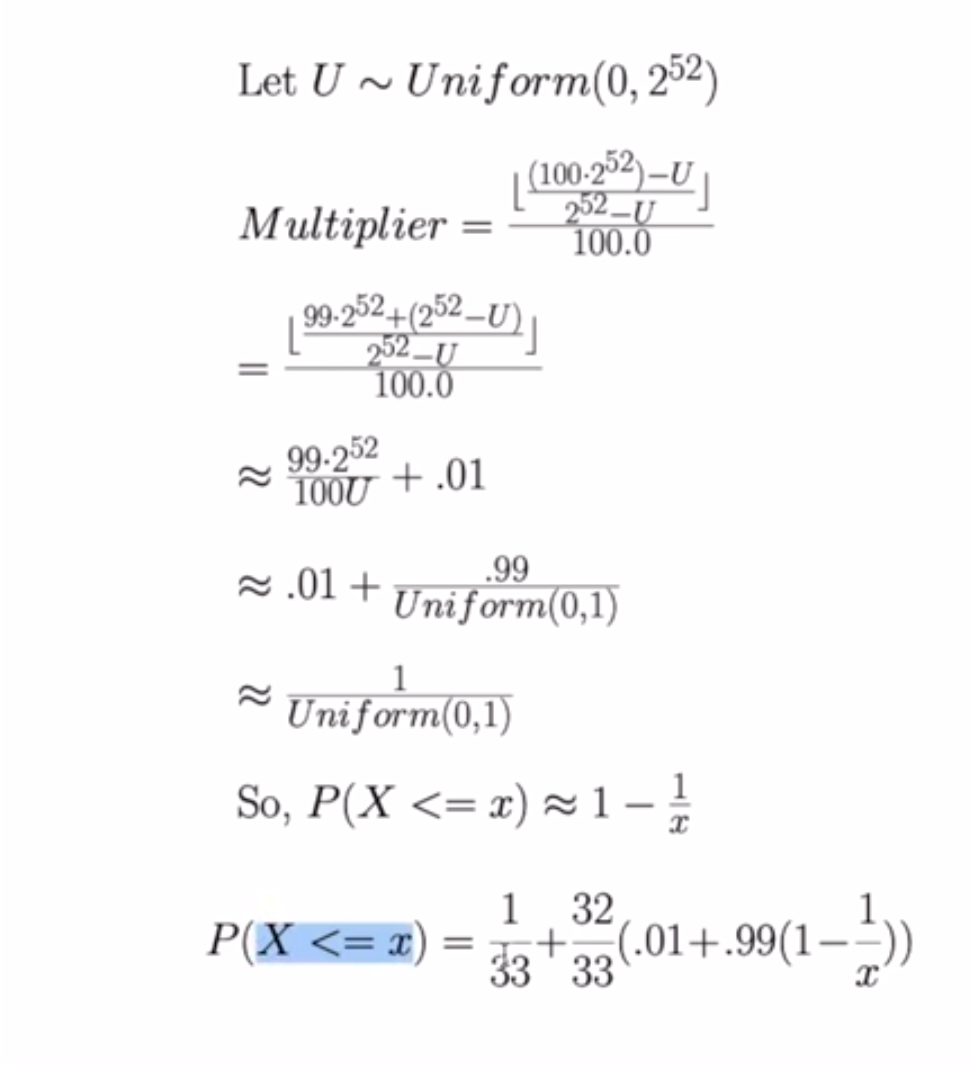 Let U ~ Uniform(0, 2^52)
Multiplier = ⌊((100·2^52)−U)/(2^52−U)⌋/100.0
= ⌊(99·2^52+(2^52−U))/(2^52−U)⌋/100.0
≈ (99·2^52)/(100U) + .01
≈ .01 + .99/Uniform(0,1)
≈ 1/Uniform(0,1)
So, P(X <= x) ≈ 1 − 1/x
P(X <= x) = 1/33 + 32/33(.01+.99(1−1/x))